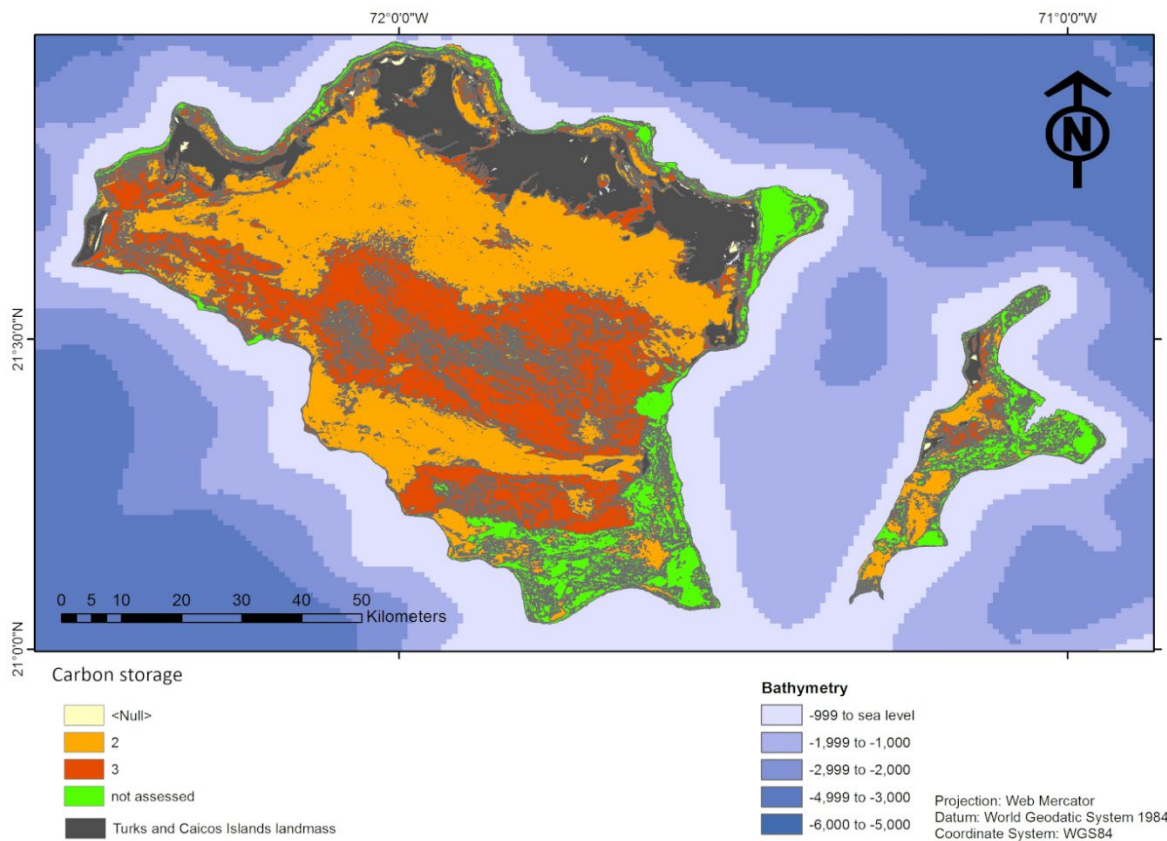 72°0'0"W 71°0'0"W
N
21°30'0"N
0 5 10 20 30 40 50
Kilometers
21°0'0"N
Carbon storage
<Null>
2
3
not assessed
Turks and Caicos Islands landmass
Bathymetry
-999 to sea level
-1,999 to -1,000
-2,999 to -2,000
-4,999 to -3,000
-6,000 to -5,000
Projection: Web Mercator
Datum: World Geodatic System 1984
Coordinate System: WGS84